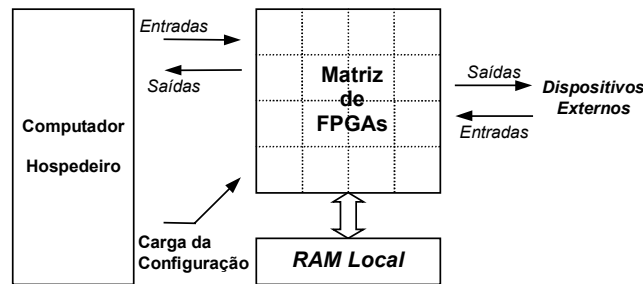 Computador
Hospedeiro
Entradas
Saídas
Carga da
Configuração
Matriz
de
FPGAs
RAM Local
Saídas
Entradas
Dispositivos
Externos